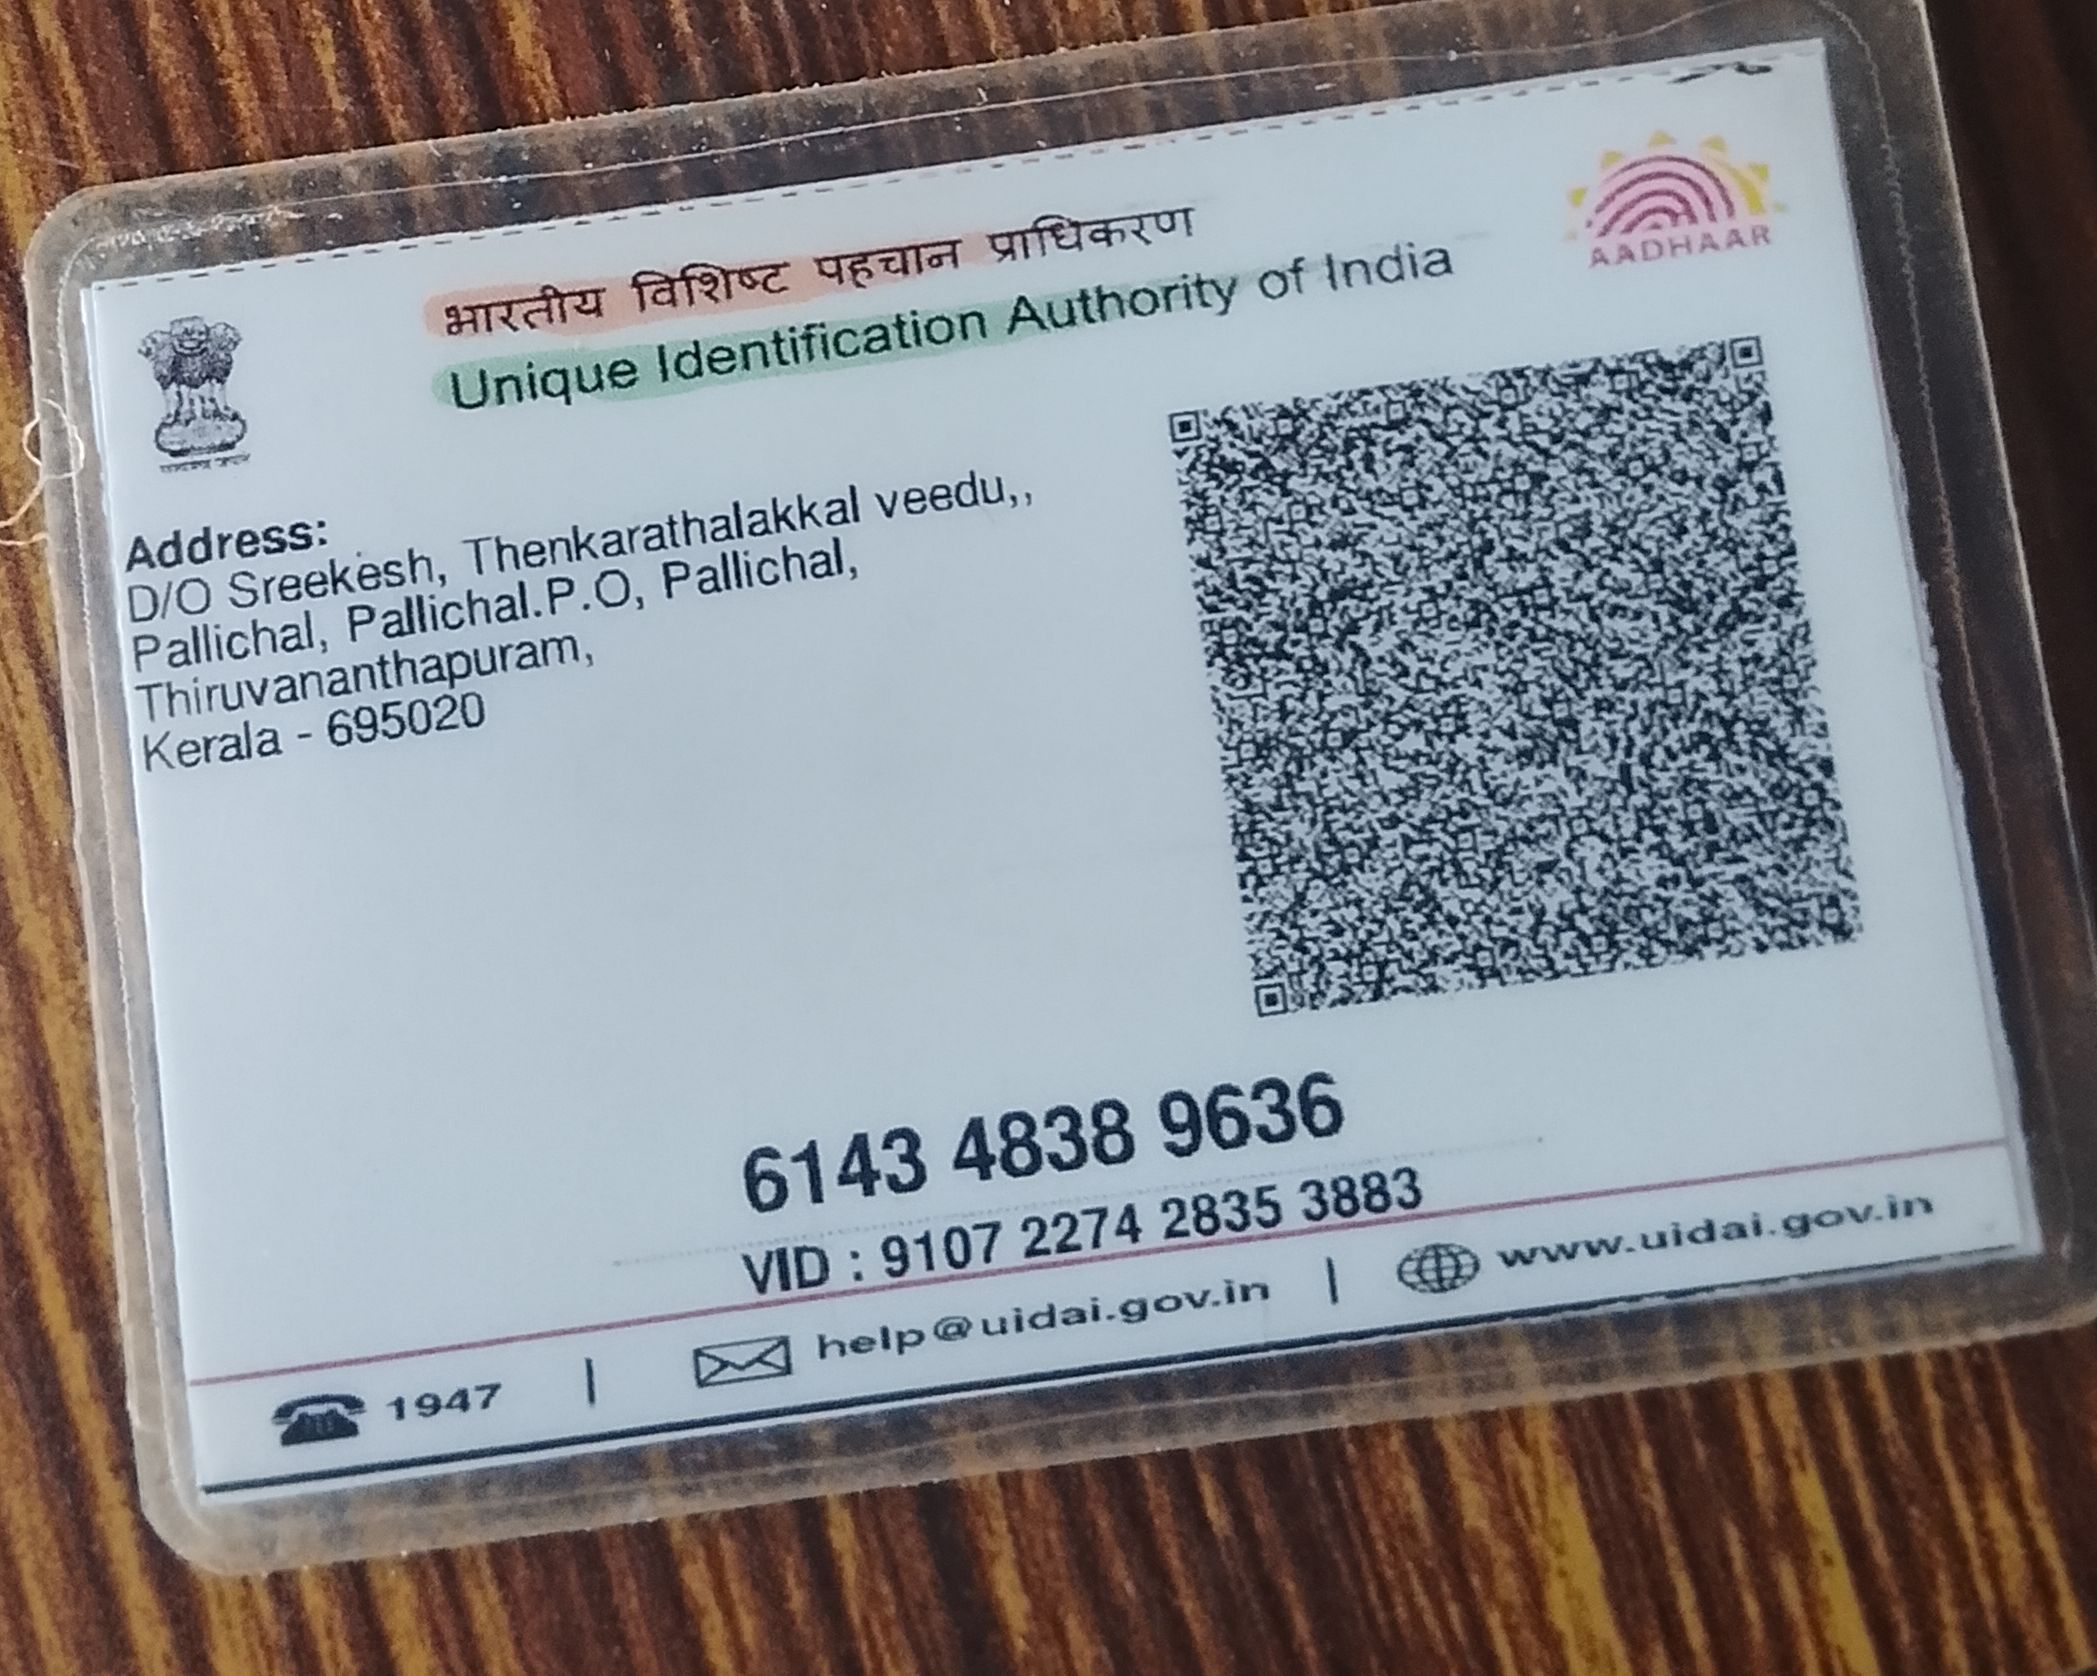 भारतीय विशिष्ट पहचान प्राधिकरण
Unique Identification Authority of India
AADHAAR
Address:
D/O Sreekesh, Thenkarathalakkal veedu,,
Pallichal, Pallichal.P.O, Pallichal,
Thiruvananthapuram,
Kerala - 695020
6143 4838 9636
VID : 9107 2274 2835 3883
1947 | help@uidai.gov.in | www.uidai.gov.in